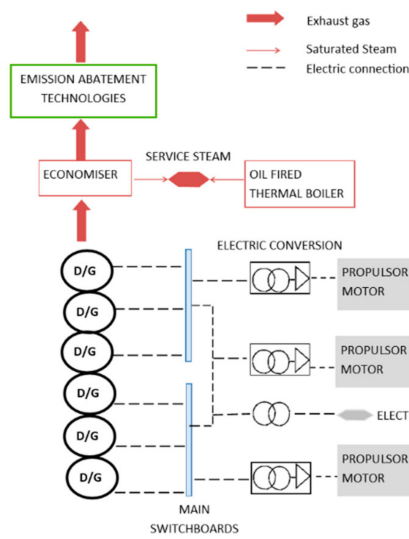 Exhaust gas
Saturated Steam
Electric connection
EMISSION ABATEMENT
TECHNOLOGIES
SERVICE STEAM
ECONOMISER
OIL FIRED
THERMAL BOILER
ELECTRIC CONVERSION
D/G
D/G
D/G
D/G
D/G
D/G
PROPULSOR
MOTOR
PROPULSOR
MOTOR
ELECT
PROPULSOR
MOTOR
MAIN
SWITCHBOARDS